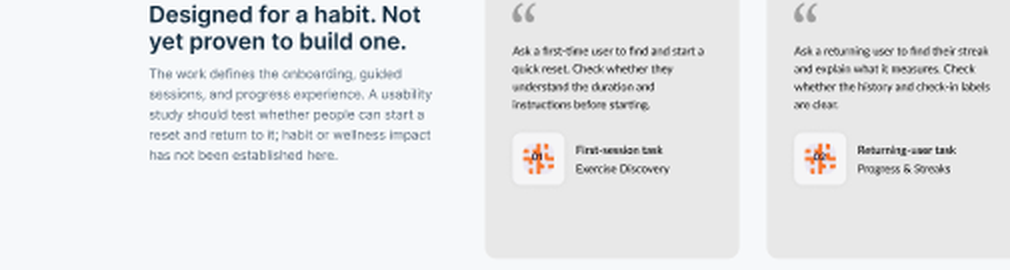 Designed for a habit. Not
yet proven to build one.
The work defines the onboarding, guided
sessions, and progress experience. A usability
study should test whether people can start a
reset and return to it; habit or wellness impact
has not been established here.
“
Ask a first-time user to find and start a
quick reset. Check whether they
understand the duration and
instructions before starting.
01
First-session task
Exercise Discovery
“
Ask a returning user to find their streak
and explain what it measures. Check
whether the history and check-in labels
are clear.
02
Returning-user task
Progress & Streaks